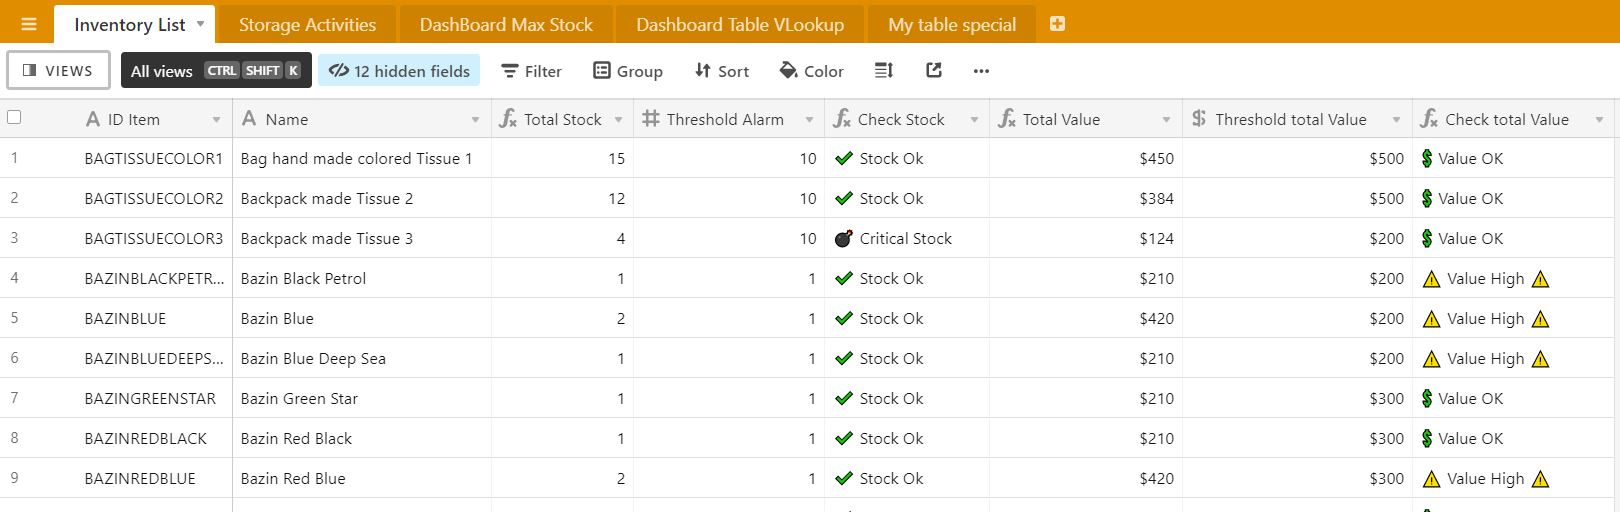 Inventory List Storage Activities DashBoard Max Stock Dashboard Table VLookup My table special
VIEWS All views CTRL SHIFT K 12 hidden fields Filter Group Sort Color
ID Item Name Total Stock Threshold Alarm Check Stock Total Value Threshold total Value Check total Value
1 BAGTISSUECOLOR1 Bag hand made colored Tissue 1 15 10 Stock Ok $450 $500 Value OK
2 BAGTISSUECOLOR2 Backpack made Tissue 2 12 10 Stock Ok $384 $500 Value OK
3 BAGTISSUECOLOR3 Backpack made Tissue 3 4 10 Critical Stock $124 $200 Value OK
4 BAZINBLACKPETR... Bazin Black Petrol 1 1 Stock Ok $210 $200 Value High
5 BAZINBLUE Bazin Blue 2 1 Stock Ok $420 $200 Value High
6 BAZINBLUEDEEPS... Bazin Blue Deep Sea 1 1 Stock Ok $210 $200 Value High
7 BAZINGREENSTAR Bazin Green Star 1 1 Stock Ok $210 $300 Value OK
8 BAZINREDBLACK Bazin Red Black 1 1 Stock Ok $210 $300 Value OK
9 BAZINREDBLUE Bazin Red Blue 2 1 Stock Ok $420 $300 Value High